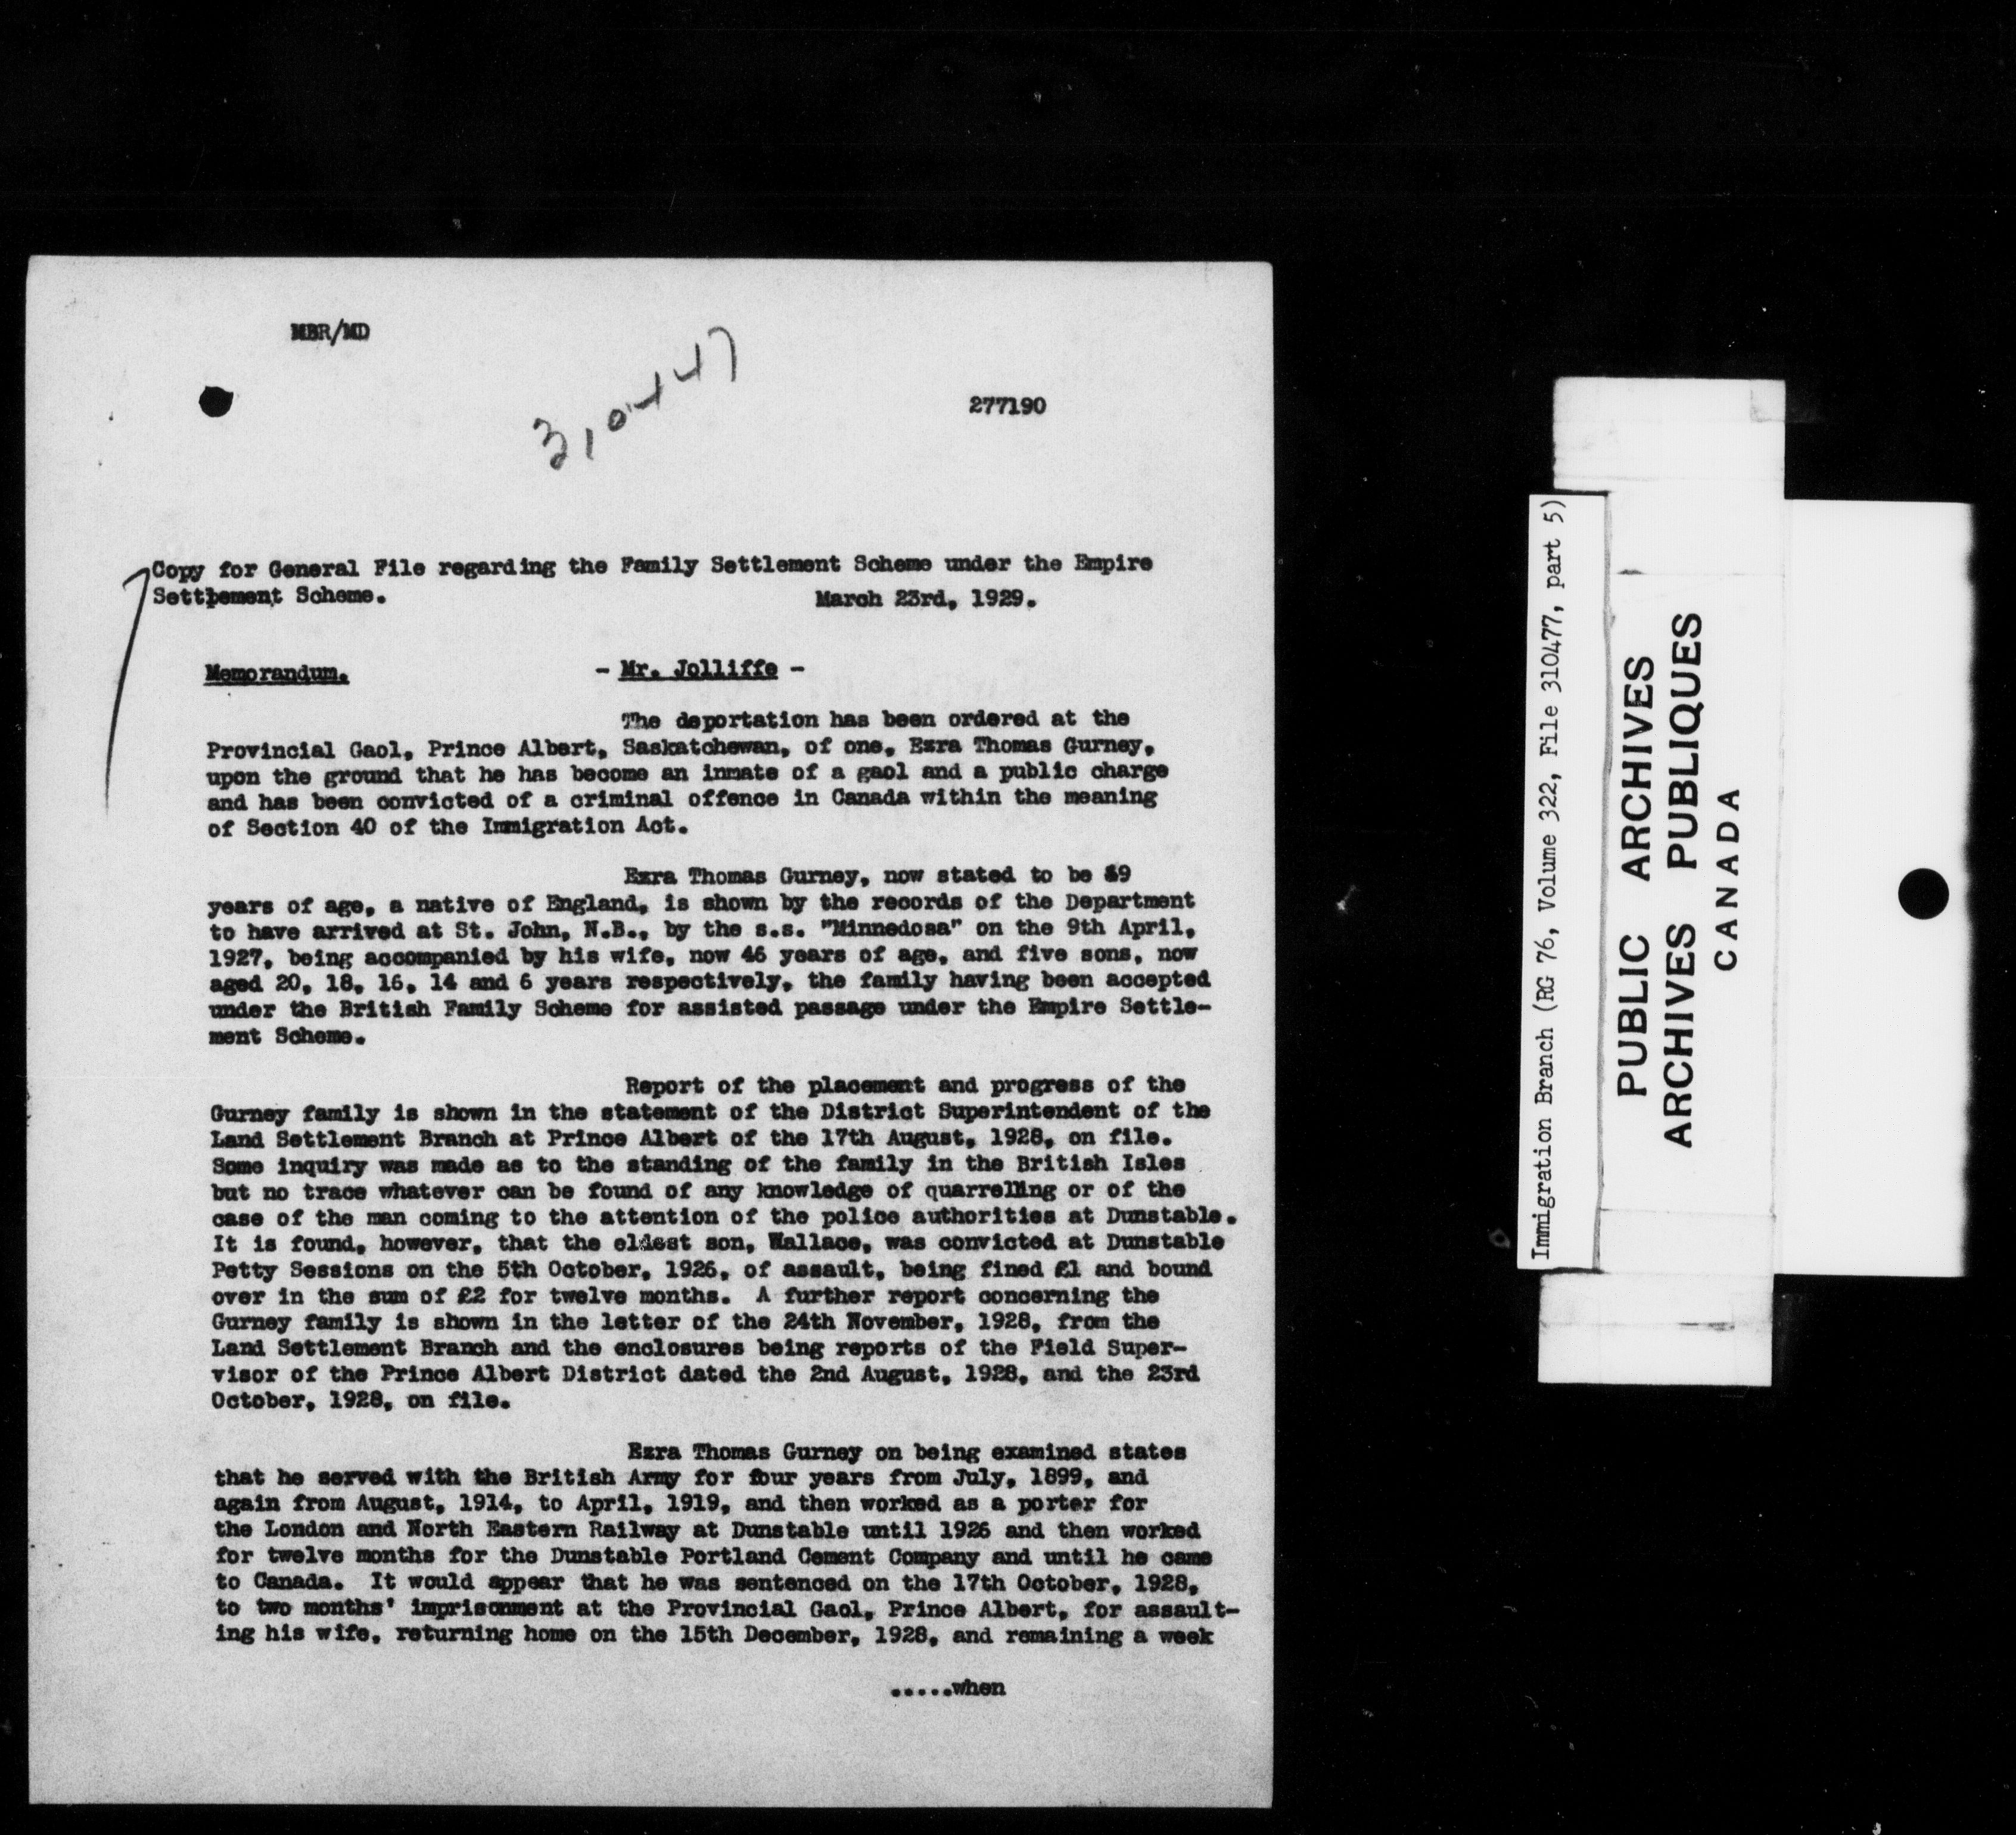 MBR/MD
277190
Copy for General File regarding the Family Settlement Scheme under the Empire
Settlement Scheme.
March 23rd, 1929.
Memorandum.
- Mr. Jolliffe -
The deportation has been ordered at the
Provincial Gaol, Prince Albert, Saskatchewan, of one, Ezra Thomas Gurney,
upon the ground that he has become an inmate of a gaol and a public charge
and has been convicted of a criminal offence in Canada within the meaning
of Section 40 of the Immigration Act.
Ezra Thomas Gurney, now stated to be
years of age, a native of England, is shown by the records of the Department
to have arrived at St. John, N.B., by the s.s. "Minnedosa" on the 9th April,
1927, being accompanied by his wife, now 46 years of age, and five sons, now
aged 20, 18, 16, 14 and 6 years respectively, the family having been accepted
under the British Family Scheme for assisted passage under the Empire Settle-
ment Scheme.
Report of the placement and progress of the
Gurney family is shown in the statement of the District Superintendent of the
Land Settlement Branch at Prince Albert of the 17th August, 1928, on file.
Some inquiry was made as to the standing of the family in the British Isles
but no trace whatever can be found of any knowledge of quarrelling or of the
case of the man coming to the attention of the police authorities at Dunstable.
It is found, however, that the eldest son, Wallace, was convicted at Dunstable
Petty Sessions on the 5th October, 1926, of assault, being fined £1 and bound
over in the sum of £2 for twelve months. A further report concerning the
Gurney family is shown in the letter of the 24th November, 1928, from the
Land Settlement Branch and the enclosures being reports of the Field Super-
visor of the Prince Albert District dated the 2nd August, 1928, and the 23rd
October, 1928, on file.
Ezra Thomas Gurney on being examined states
that he served with the British Army for four years from July, 1899, and
again from August, 1914, to April, 1919, and then worked as a porter for
the London and North Eastern Railway at Dunstable until 1926 and then worked
for twelve months for the Dunstable Portland Cement Company and until he came
to Canada. It would appear that he was sentenced on the 17th October, 1928,
to two months' imprisonment at the Provincial Gaol, Prince Albert, for assault-
ing his wife, returning home on the 15th December, 1928, and remaining a week
.....when
Immigration Branch (RG 76, Volume 322, File 310477, part 5)
PUBLIC ARCHIVES
ARCHIVES PUBLIQUES
CANADA